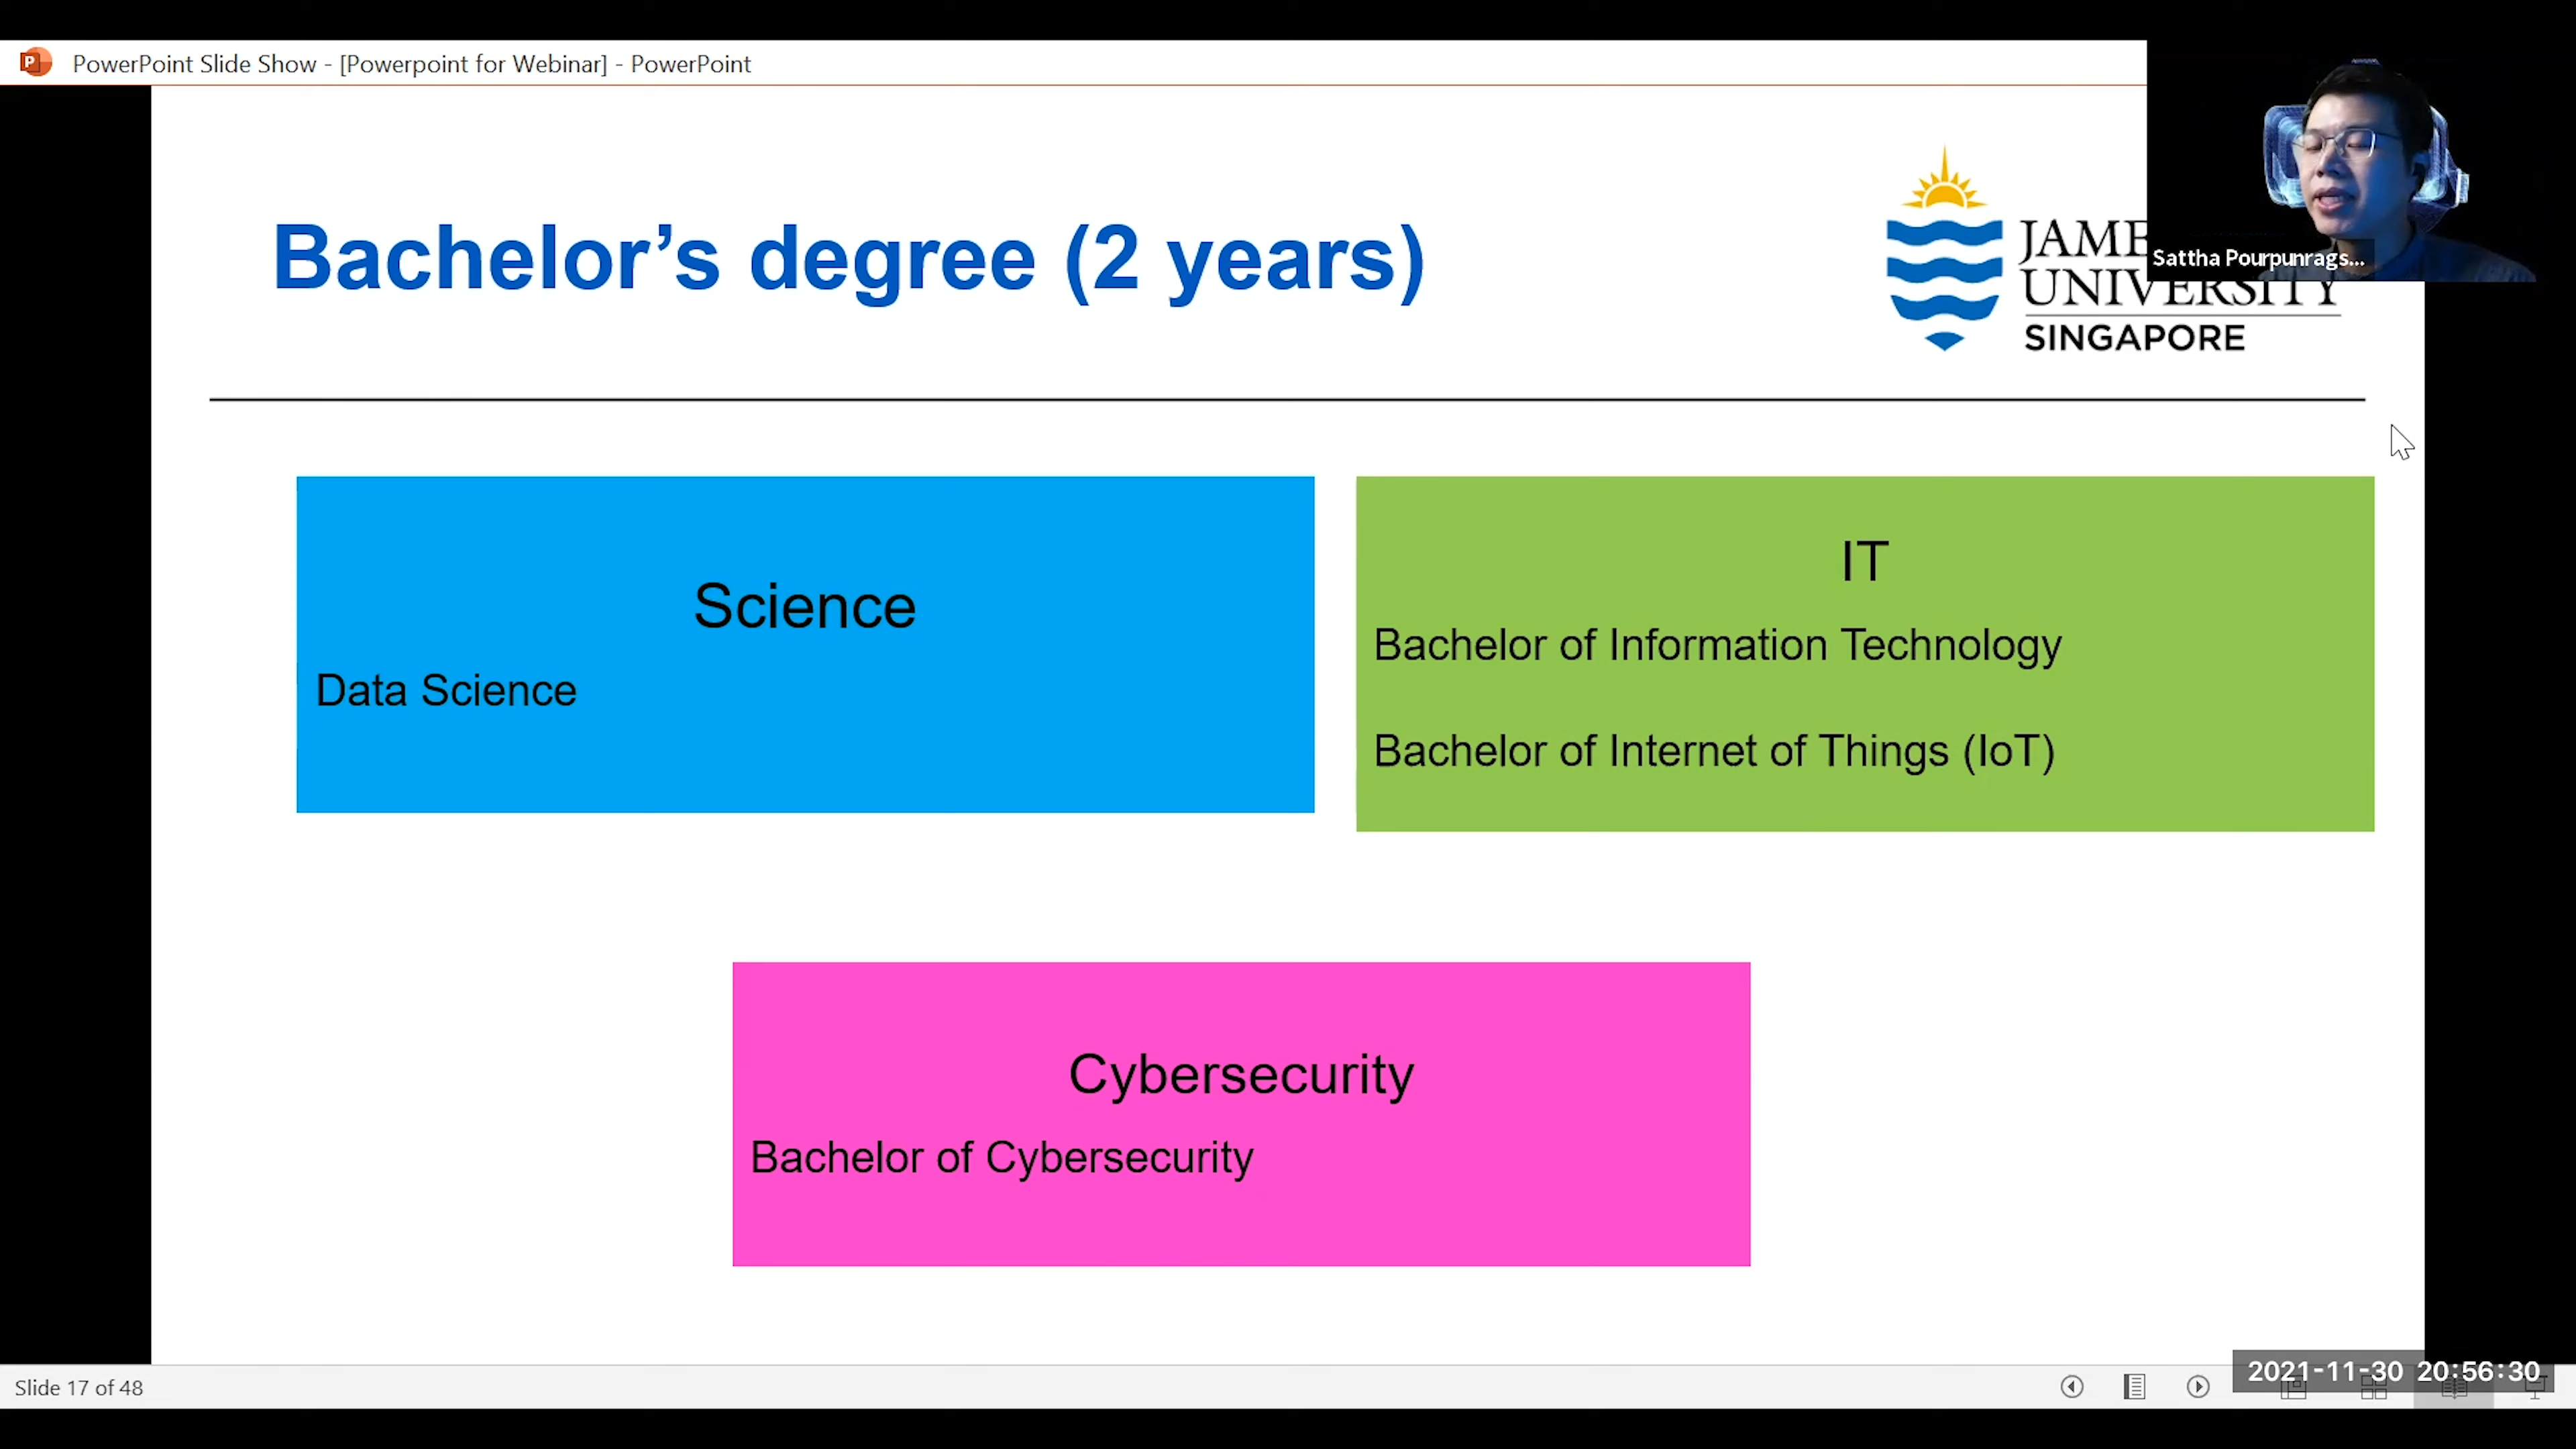 PowerPoint Slide Show - [Powerpoint for Webinar] - PowerPoint
Bachelor's degree (2 years)
JAME
UNIVERSITY
SINGAPORE
Sattha Pourpunrags...
Science
Data Science
IT
Bachelor of Information Technology
Bachelor of Internet of Things (IoT)
Cybersecurity
Bachelor of Cybersecurity
Slide 17 of 48
2021-11-30 20:56:30